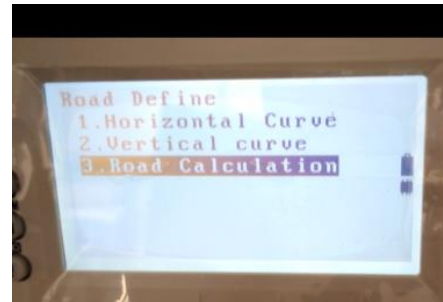 Road Define
1.Horizontal Curve
2.Vertical curve
3.Road Calculation